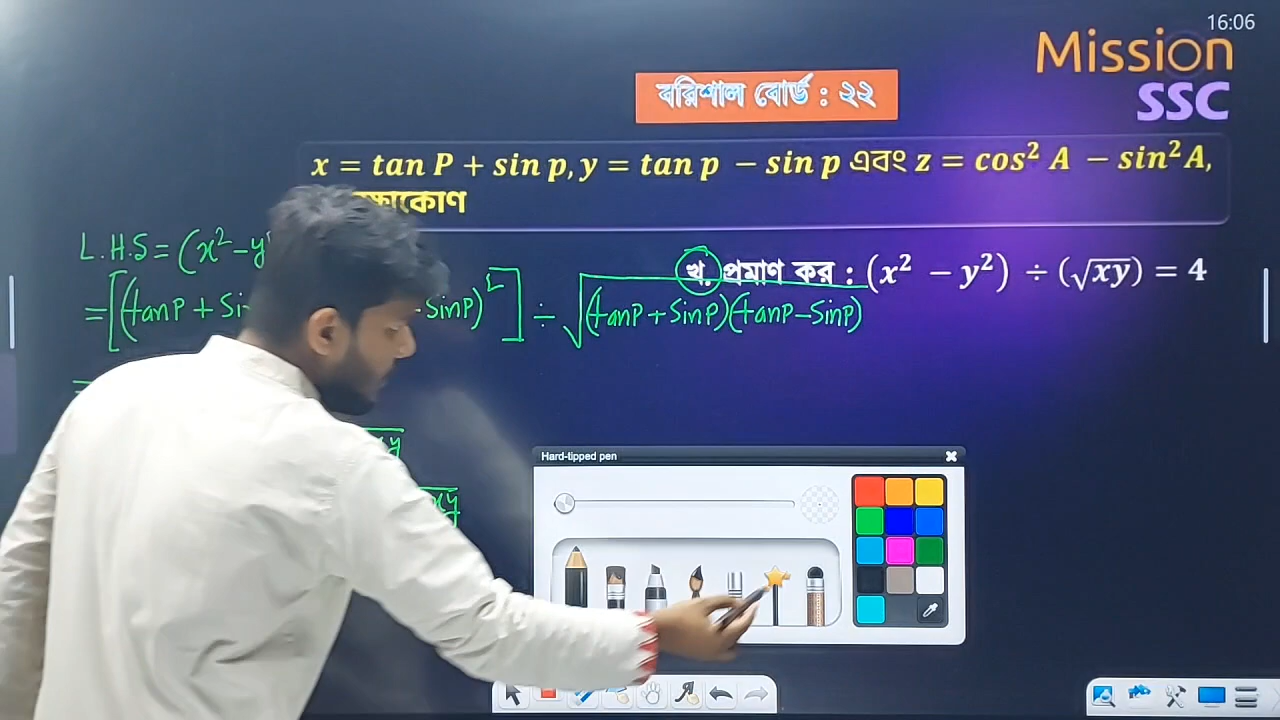 16:06
Mission
SSC
বরিশাল বোর্ড : ২২
x = tan P + sin p, y = tan p − sin p এবং z = cos² A − sin² A,
L.H.S = (x² − y
খ. প্রমাণ কর : (x² − y²) ÷ (√xy) = 4
= [(tanP + Si SinP)²] ÷ √(tanP + SinP)(tanP − SinP)
Hard-tipped pen